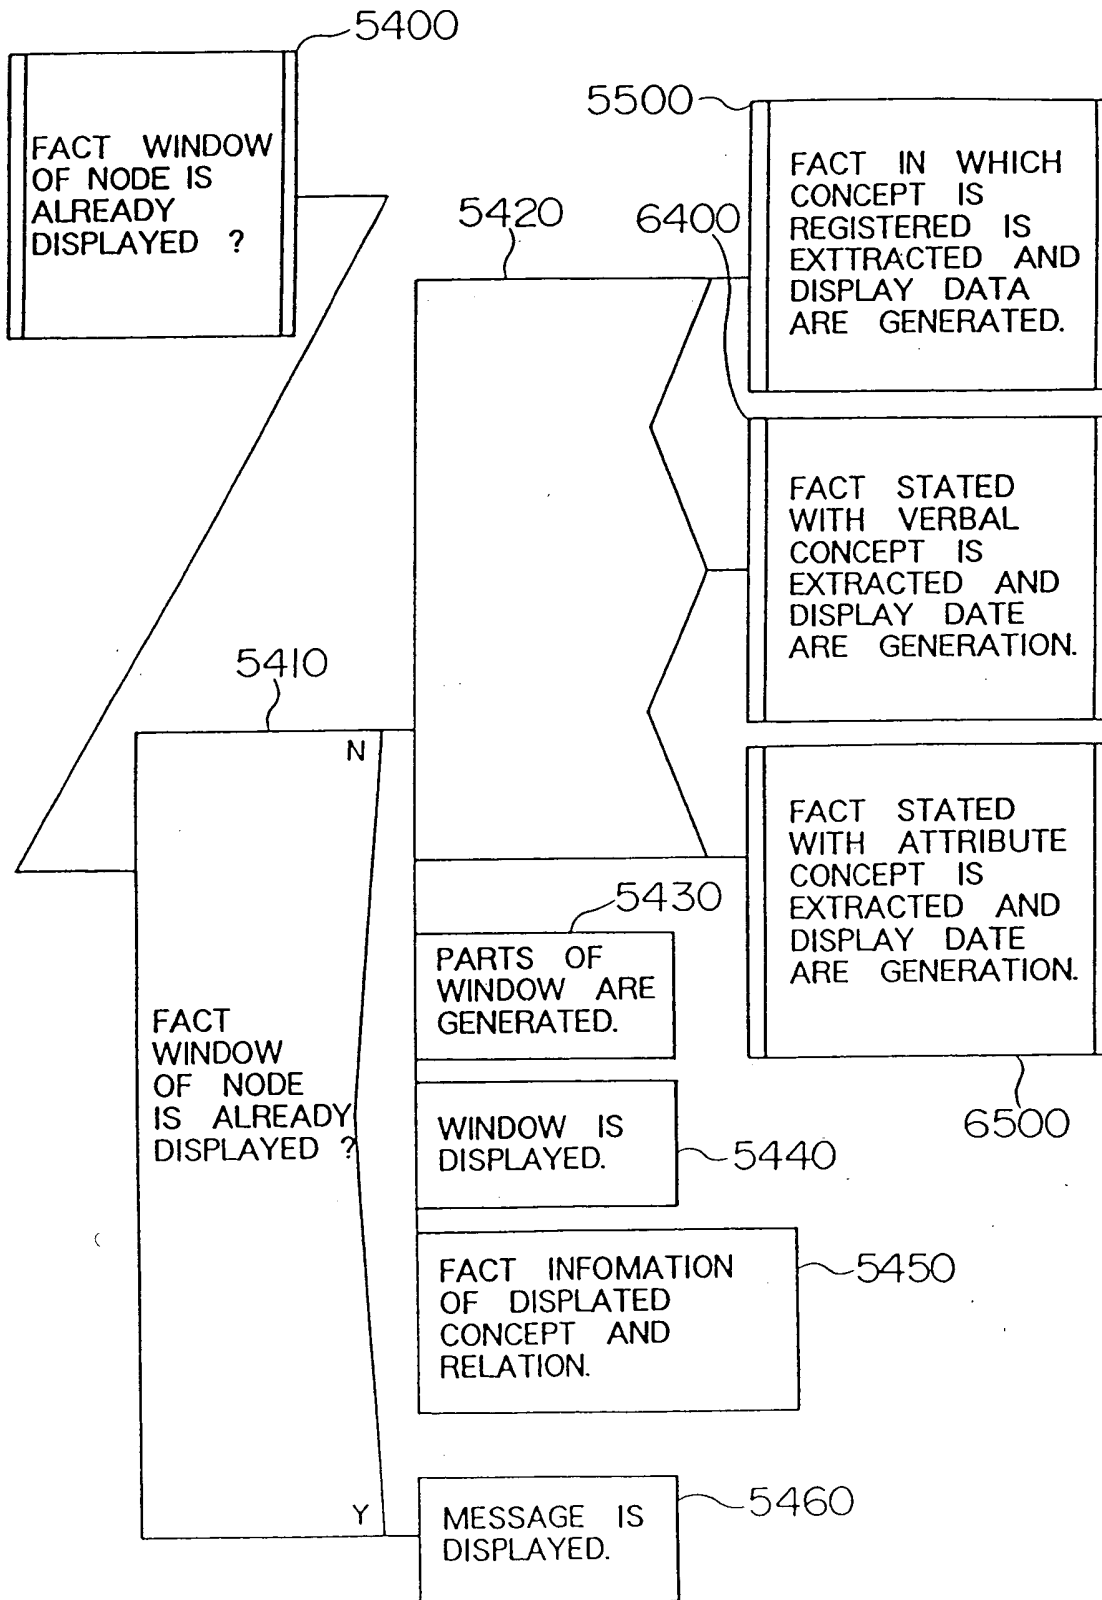 5400
FACT WINDOW
OF NODE IS
ALREADY
DISPLAYED ?
5500
FACT IN WHICH
CONCEPT IS
REGISTERED IS
EXTTRACTED AND
DISPLAY DATA
ARE GENERATED.
5420
6400
FACT STATED
WITH VERBAL
CONCEPT IS
EXTRACTED AND
DISPLAY DATE
ARE GENERATION.
5410
N
FACT
WINDOW
OF NODE
IS ALREADY
DISPLAYED ?
Y
FACT STATED
WITH ATTRIBUTE
CONCEPT IS
EXTRACTED AND
DISPLAY DATE
ARE GENERATION.
6500
5430
PARTS OF
WINDOW ARE
GENERATED.
WINDOW IS
DISPLAYED.
5440
FACT INFOMATION
OF DISPLATED
CONCEPT AND
RELATION.
5450
MESSAGE IS
DISPLAYED.
5460